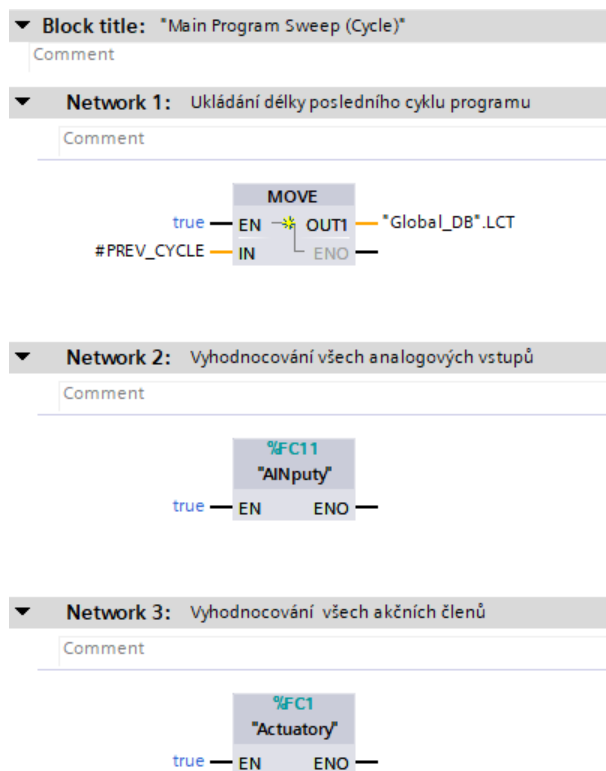 Block title: "Main Program Sweep (Cycle)"
Comment
Network 1: Ukládání délky posledního cyklu programu
Comment
MOVE
true EN OUT1 "Global_DB".LCT
#PREV_CYCLE IN ENO
Network 2: Vyhodnocování všech analogových vstupů
Comment
%FC11
"AINputy"
true EN ENO
Network 3: Vyhodnocování všech akčních členů
Comment
%FC1
"Actuatory"
true EN ENO